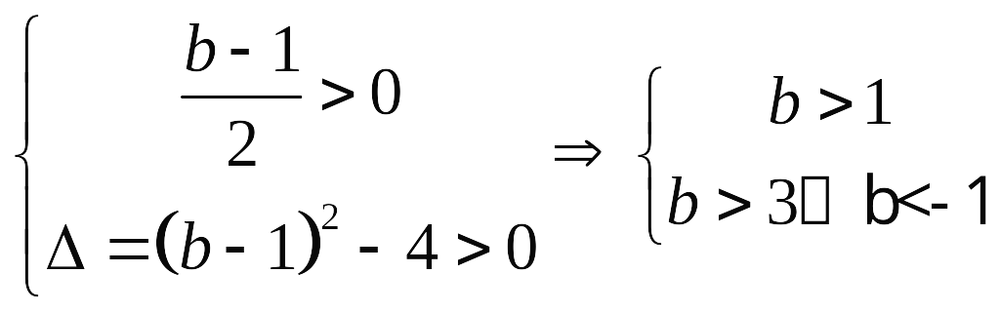 { (b - 1)/2 > 0
Δ = (b - 1)² - 4 > 0
⇒ { b > 1
b > 3▯ b< - 1